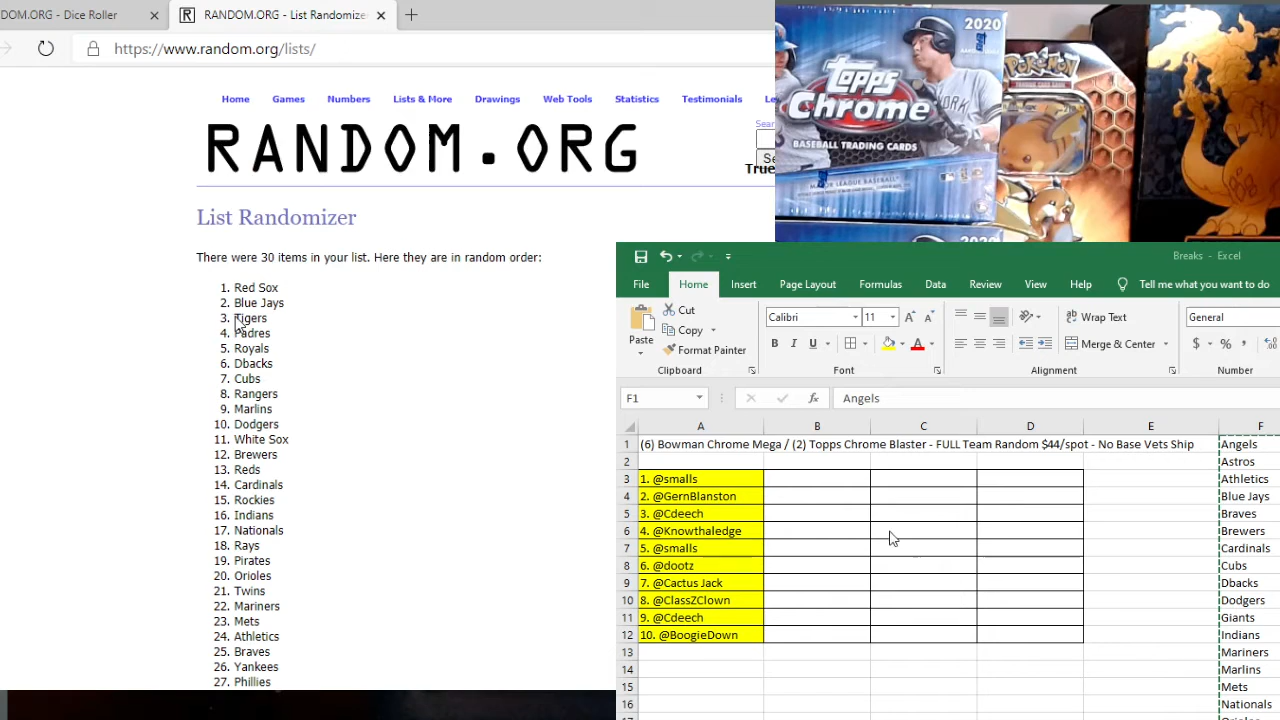 OM.ORG - Dice Roller
RANDOM.ORG - List Randomizer
https://www.random.org/lists/
Home Games Numbers Lists & More Drawings Web Tools Statistics Testimonials
RANDOM.ORG
True
List Randomizer
There were 30 items in your list. Here they are in random order:
1. Red Sox
2. Blue Jays
3. Tigers
4. Padres
5. Royals
6. Dbacks
7. Cubs
8. Rangers
9. Marlins
10. Dodgers
11. White Sox
12. Brewers
13. Reds
14. Cardinals
15. Rockies
16. Indians
17. Nationals
18. Rays
19. Pirates
20. Orioles
21. Twins
22. Mariners
23. Mets
24. Athletics
25. Braves
26. Yankees
27. Phillies
2020
Topps
Chrome
BASEBALL TRADING CARDS
MAJOR LEAGUE BASEBALL
YORK
POKÉMON
2020
Breaks - Excel
File Home Insert Page Layout Formulas Data Review View Help Tell me what you want to do
Paste
Cut
Copy
Format Painter
Clipboard
Calibri 11
B I U
Font
Wrap Text
Merge & Center
Alignment
General
$ % ,
Number
F1 fx Angels
A B C D E F
1 (6) Bowman Chrome Mega / (2) Topps Chrome Blaster - FULL Team Random $44/spot - No Base Vets Ship Angels
2 Astros
3 1. @smalls Athletics
4 2. @GernBlanston Blue Jays
5 3. @Cdeech Braves
6 4. @Knowthaledge Brewers
7 5. @smalls Cardinals
8 6. @dootz Cubs
9 7. @Cactus Jack Dbacks
10 8. @ClassZClown Dodgers
11 9. @Cdeech Giants
12 10. @BoogieDown Indians
13 Mariners
14 Marlins
15 Mets
16 Nationals